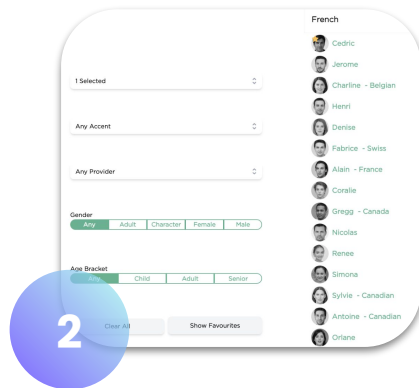 French
Cedric
Jerome
Charline - Belgian
Henri
Denise
Fabrice - Swiss
Alain - France
Coralie
Gregg - Canada
Nicolas
Renee
Simona
Sylvie - Canadian
Antoine - Canadian
Oriane
1 Selected
Any Accent
Any Provider
Gender
Any Adult Character Female Male
Age Bracket
Any Child Adult Senior
Clear All Show Favourites
2